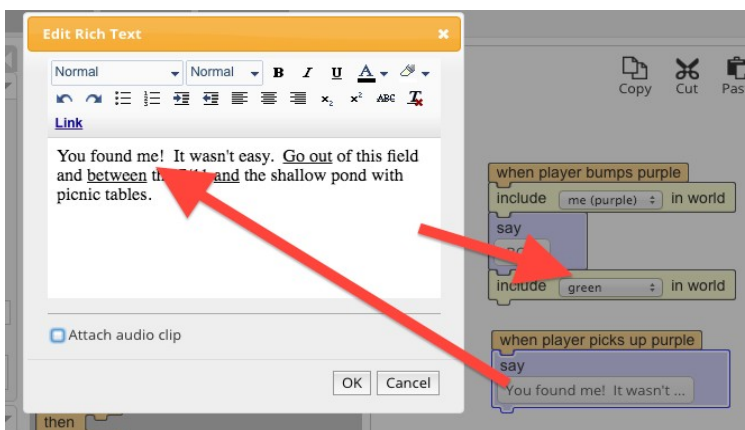 Edit Rich Text
Normal Normal B I U A
ABC
Link
You found me! It wasn't easy. Go out of this field
and between and the shallow pond with
picnic tables.
Attach audio clip
OK Cancel
then
Copy Cut
when player bumps purple
include me (purple) in world
say
include green in world
when player picks up purple
say
You found me! It wasn't ...